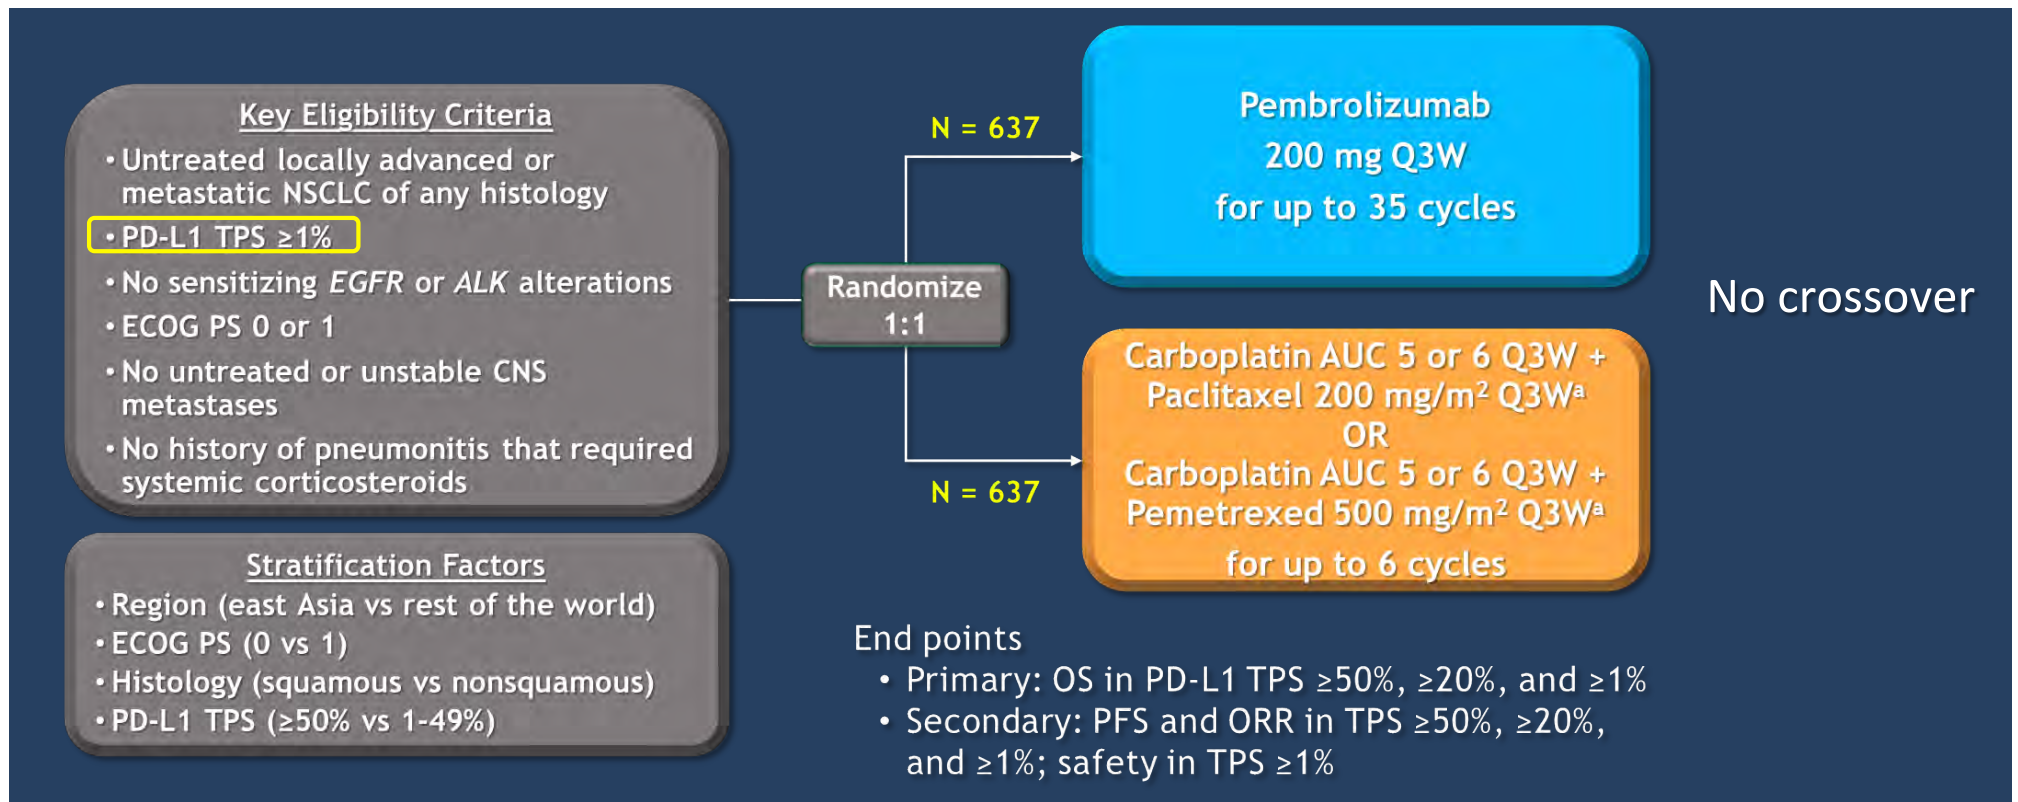 Key Eligibility Criteria
• Untreated locally advanced or
metastatic NSCLC of any histology
• PD-L1 TPS ≥1%
• No sensitizing EGFR or ALK alterations
• ECOG PS 0 or 1
• No untreated or unstable CNS
metastases
• No history of pneumonitis that required
systemic corticosteroids
Stratification Factors
• Region (east Asia vs rest of the world)
• ECOG PS (0 vs 1)
• Histology (squamous vs nonsquamous)
• PD-L1 TPS (≥50% vs 1-49%)
Randomize
1:1
N = 637
Pembrolizumab
200 mg Q3W
for up to 35 cycles
N = 637
Carboplatin AUC 5 or 6 Q3W +
Paclitaxel 200 mg/m² Q3Wᵃ
OR
Carboplatin AUC 5 or 6 Q3W +
Pemetrexed 500 mg/m² Q3Wᵃ
for up to 6 cycles
No crossover
End points
• Primary: OS in PD-L1 TPS ≥50%, ≥20%, and ≥1%
• Secondary: PFS and ORR in TPS ≥50%, ≥20%,
and ≥1%; safety in TPS ≥1%